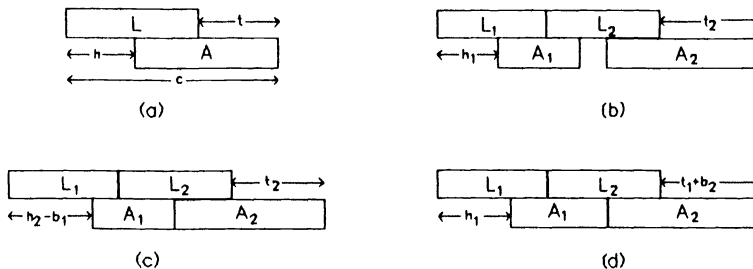 L
t
h
A
c
(a)
L₁
L₂
t₂
h₁
A₁
A₂
(b)
L₁
L₂
t₂
h₂-b₁
A₁
A₂
(c)
L₁
L₂
t₁+b₂
h₁
A₁
A₂
(d)